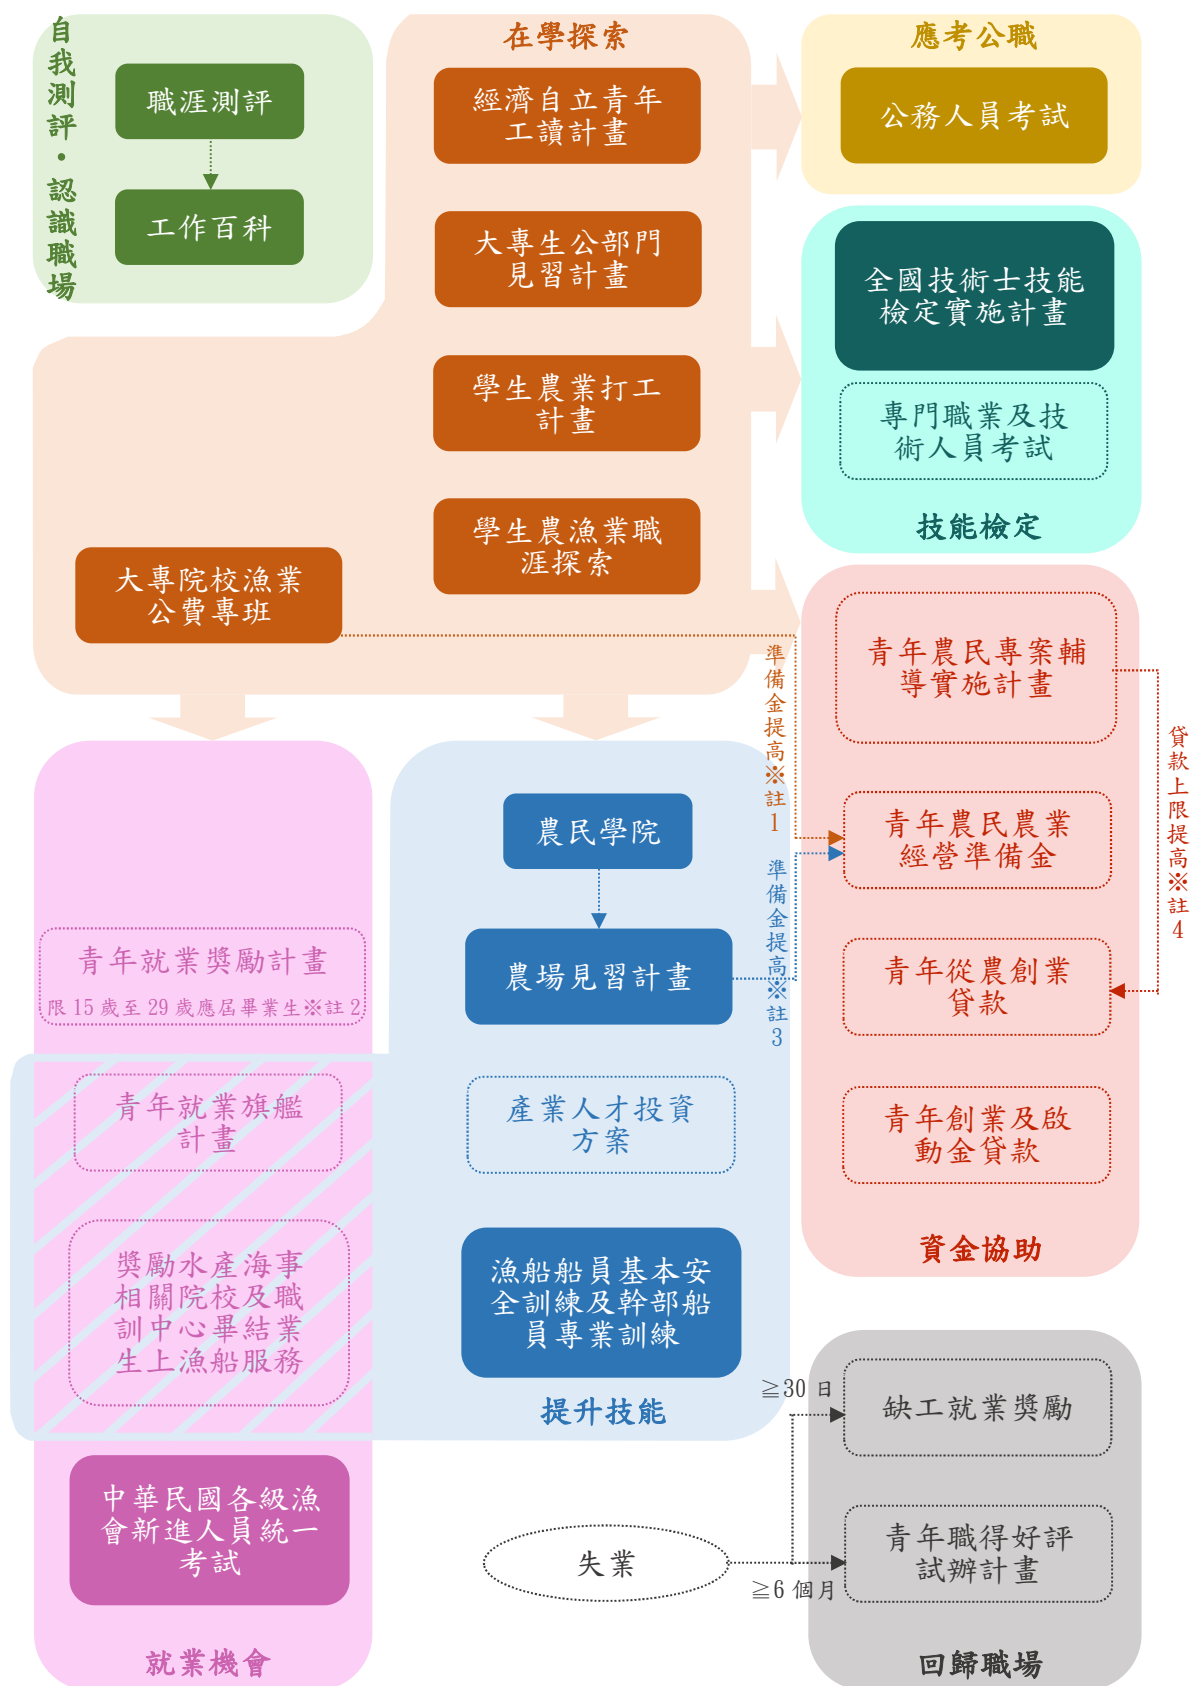 自我測評・認識職場
職涯測評
工作百科
在學探索
經濟自立青年
工讀計畫
大專生公部門
見習計畫
學生農業打工
計畫
學生農漁業職
涯探索
大專院校漁業
公費專班
應考公職
公務人員考試
全國技術士技能
檢定實施計畫
專門職業及技
術人員考試
技能檢定
青年農民專案輔
導實施計畫
青年農民農業
經營準備金
青年從農創業
貸款
青年創業及啟
動金貸款
資金協助
準備金提高※註1
準備金提高※註3
貸款上限提高※註4
農民學院
農場見習計畫
產業人才投資
方案
漁船船員基本安
全訓練及幹部船
員專業訓練
提升技能
青年就業獎勵計畫
限 15 歲至 29 歲應屆畢業生※註 2
青年就業旗艦
計畫
獎勵水產海事
相關院校及職
訓中心畢結業
生上漁船服務
中華民國各級漁
會新進人員統一
考試
就業機會
失業
≧30 日
≧6 個月
缺工就業獎勵
青年職得好評
試辦計畫
回歸職場